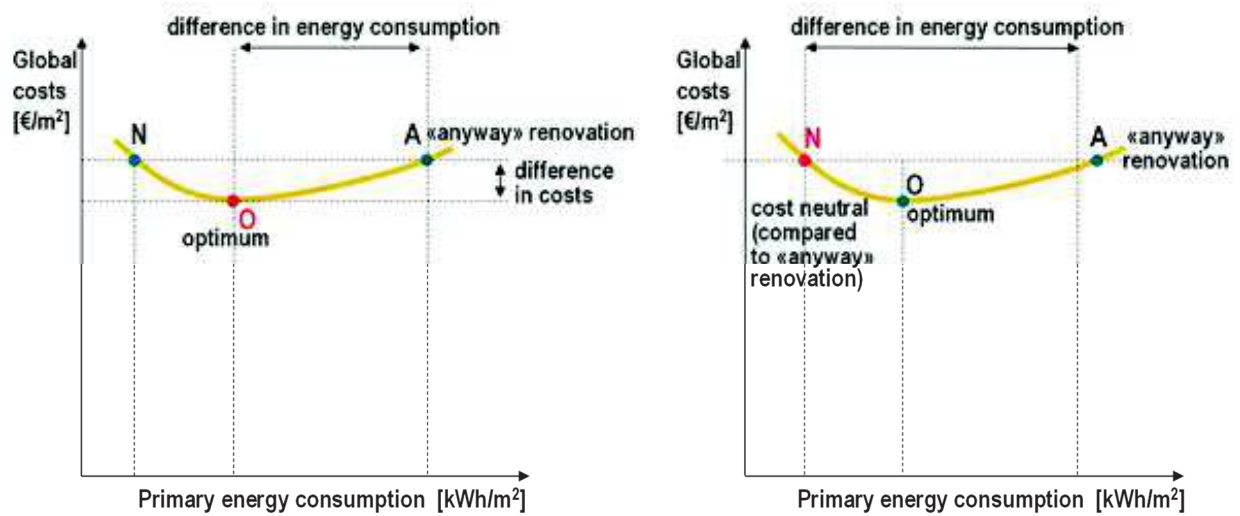 difference in energy consumption
Global
costs
[€/m²]
N
A «anyway» renovation
difference
in costs
O
optimum
Primary energy consumption [kWh/m²]
difference in energy consumption
Global
costs
[€/m²]
N
A «anyway»
renovation
O
optimum
cost neutral
(compared
to «anyway»
renovation)
Primary energy consumption [kWh/m²]